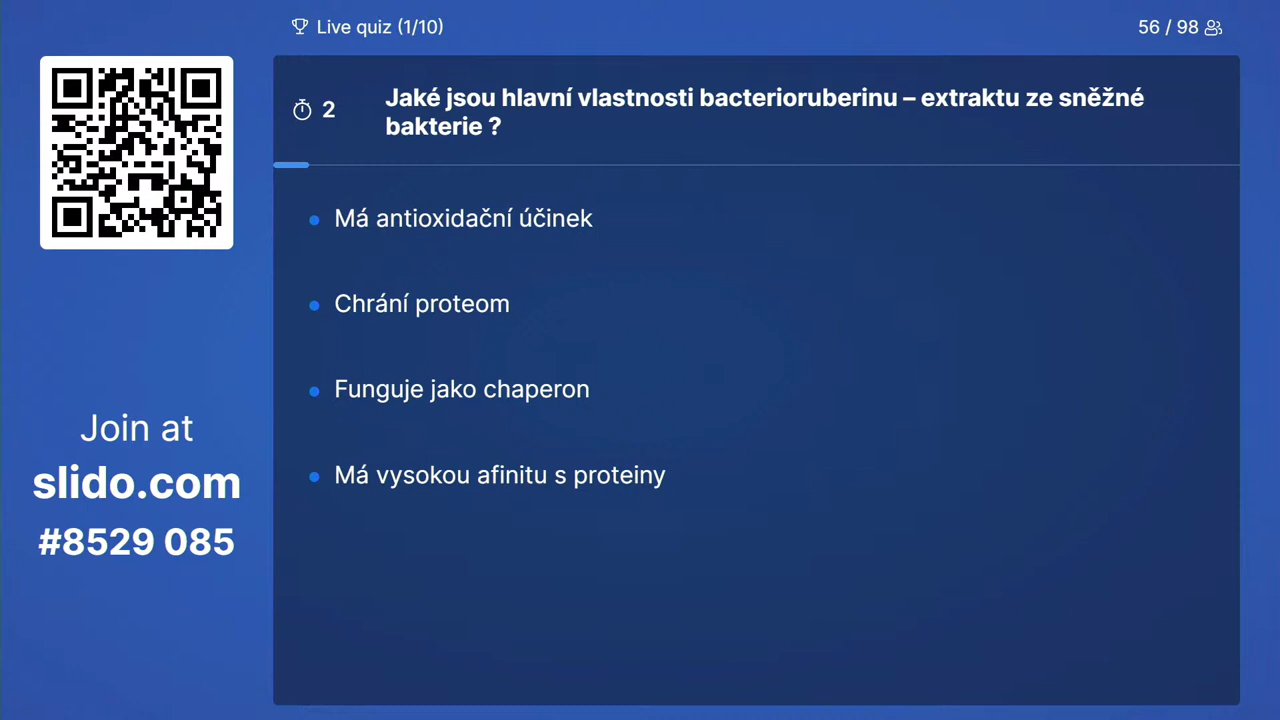 Live quiz (1/10)
56 / 98
2
Jaké jsou hlavní vlastnosti bacterioruberinu – extraktu ze sněžné
bakterie ?
Má antioxidační účinek
Chrání proteom
Funguje jako chaperon
Má vysokou afinitu s proteiny
Join at
slido.com
#8529 085